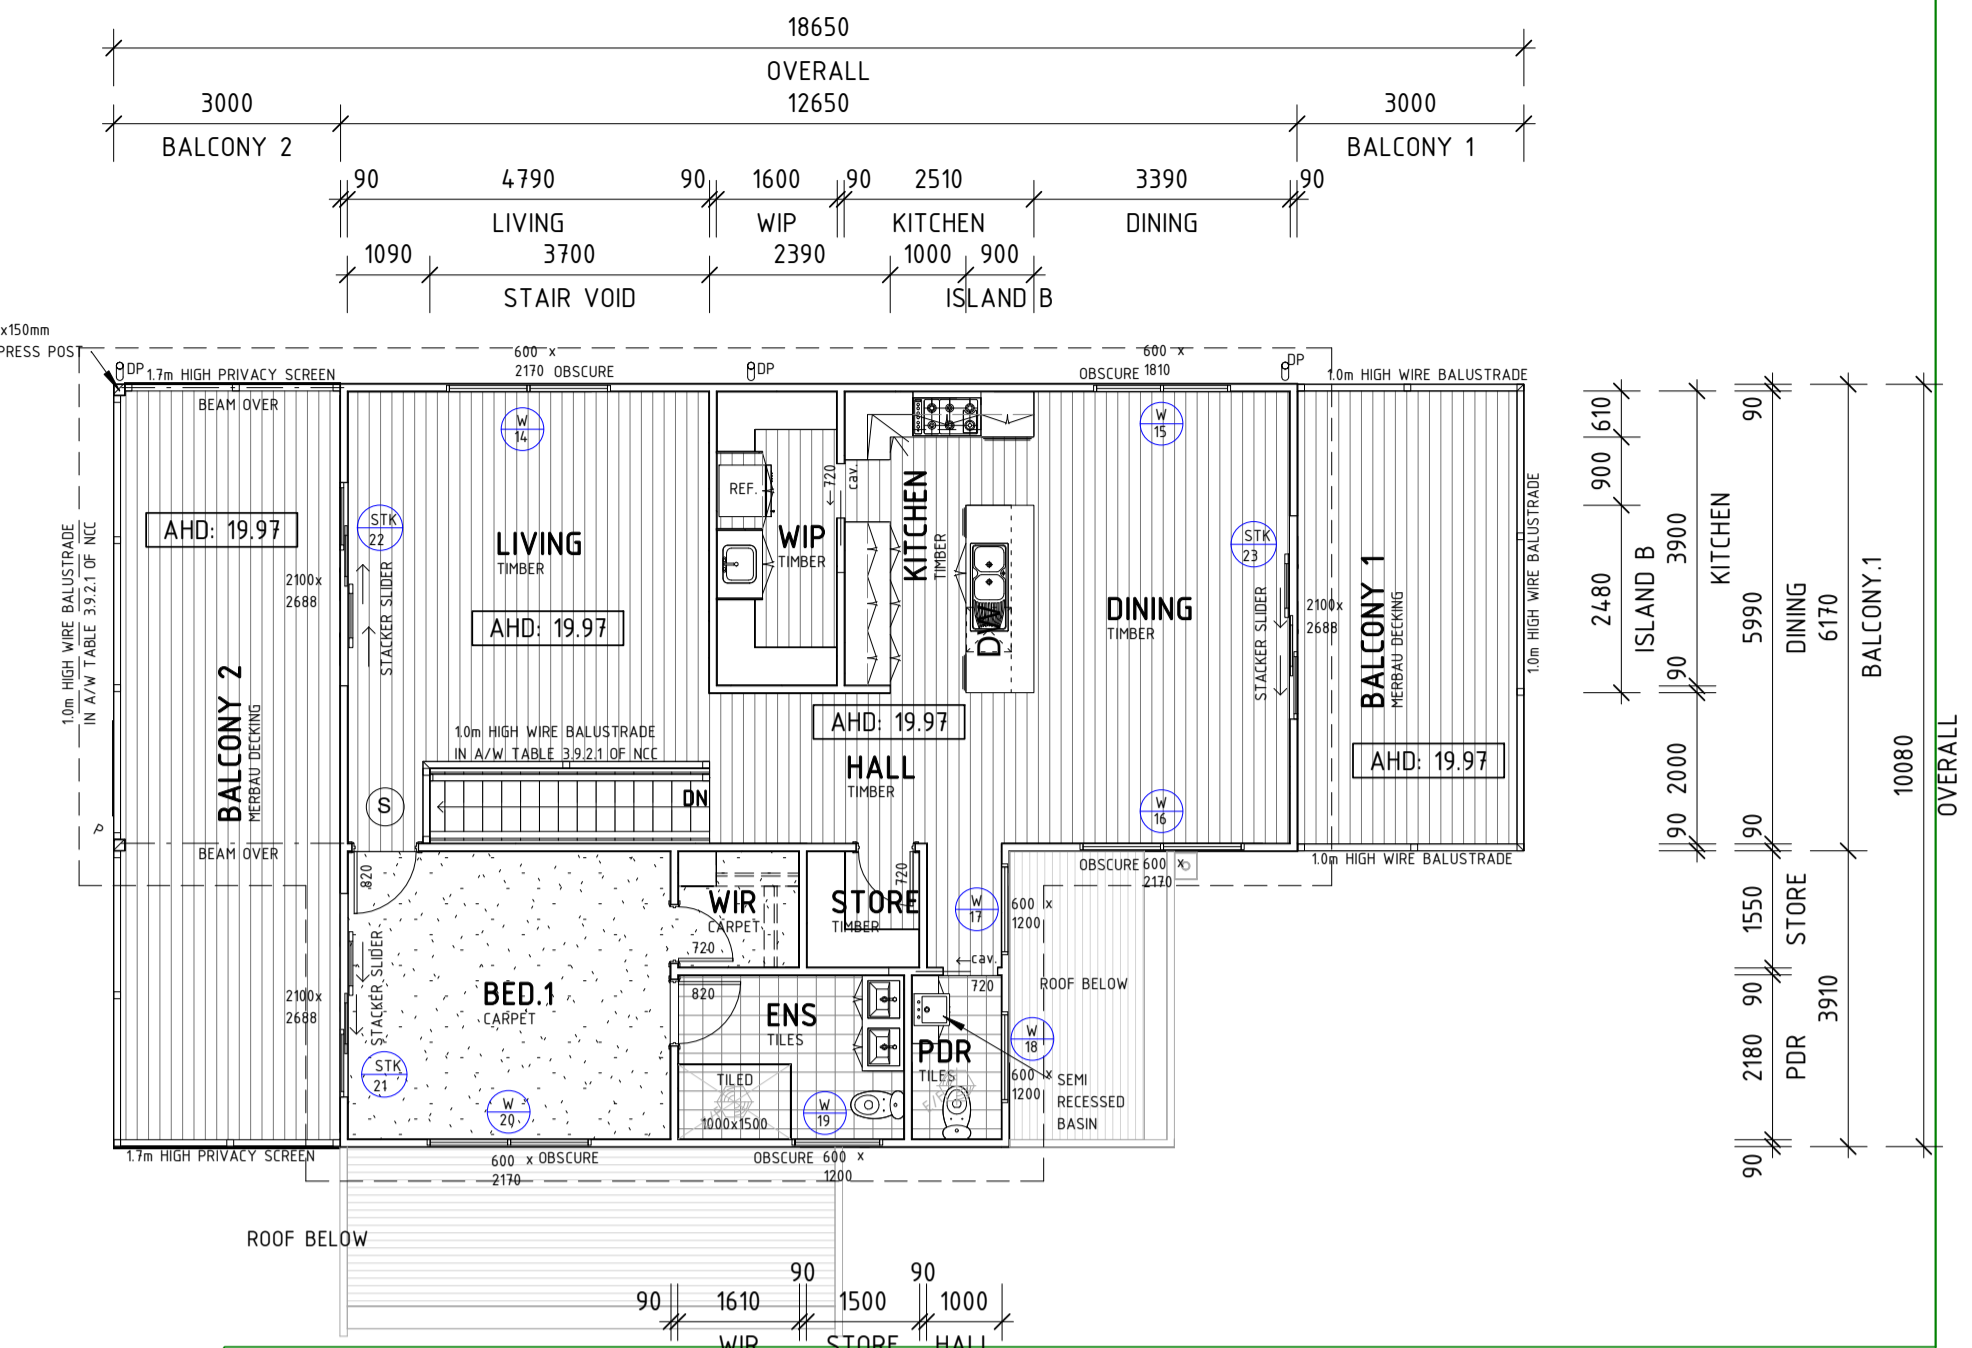 18650
OVERALL
3000
12650
3000
BALCONY 2
BALCONY 1
90
4790
90
1600
90
2510
3390
90
LIVING
WIP
KITCHEN
DINING
1090
3700
2390
1000
900
STAIR VOID
ISLAND B
x150mm
PRESS POST
DP
1.7m HIGH PRIVACY SCREEN
BEAM OVER
600 x
2170 OBSCURE
DP
600 x
OBSCURE 1810
DP
1.0m HIGH WIRE BALUSTRADE
W
14
W
15
REF.
720
cav.
KITCHEN
TIMBER
AHD: 19.97
STK
22
LIVING
TIMBER
WIP
TIMBER
STK
23
1.0m HIGH WIRE BALUSTRADE
IN A/W TABLE 3.9.2.1 OF NCC
2100x
2688
STACKER SLIDER
AHD: 19.97
DW
DINING
TIMBER
STACKER SLIDER
2100x
2688
BALCONY 1
MERBAU DECKING
1.0m HIGH WIRE BALUSTRADE
BALCONY 2
MERBAU DECKING
1.0m HIGH WIRE BALUSTRADE
IN A/W TABLE 3.9.2.1 OF NCC
AHD: 19.97
HALL
TIMBER
AHD: 19.97
S
DN
W
16
BEAM OVER
820
720
OBSCURE 600 x
2170
1.0m HIGH WIRE BALUSTRADE
WIR
CARPET
STORE
TIMBER
W
17
600 x
1200
720
cav.
720
STACKER SLIDER
2100x
2688
BED.1
CARPET
820
ENS
TILES
ROOF BELOW
W
18
PDR
TILES
STK
21
TILED
1000x1500
600 x
1200
SEMI
RECESSED
BASIN
W
20
W
19
1.7m HIGH PRIVACY SCREEN
600 x OBSCURE
2170
OBSCURE 600 x
1200
ROOF BELOW
90
1610
90
1500
90
1000
WIR
STORE
HALL
610
900
2480
ISLAND B
3900
90
2000
90
KITCHEN
90
5990
90
1550
90
2180
90
DINING
STORE
PDR
6170
3910
BALCONY.1
10080
OVERALL